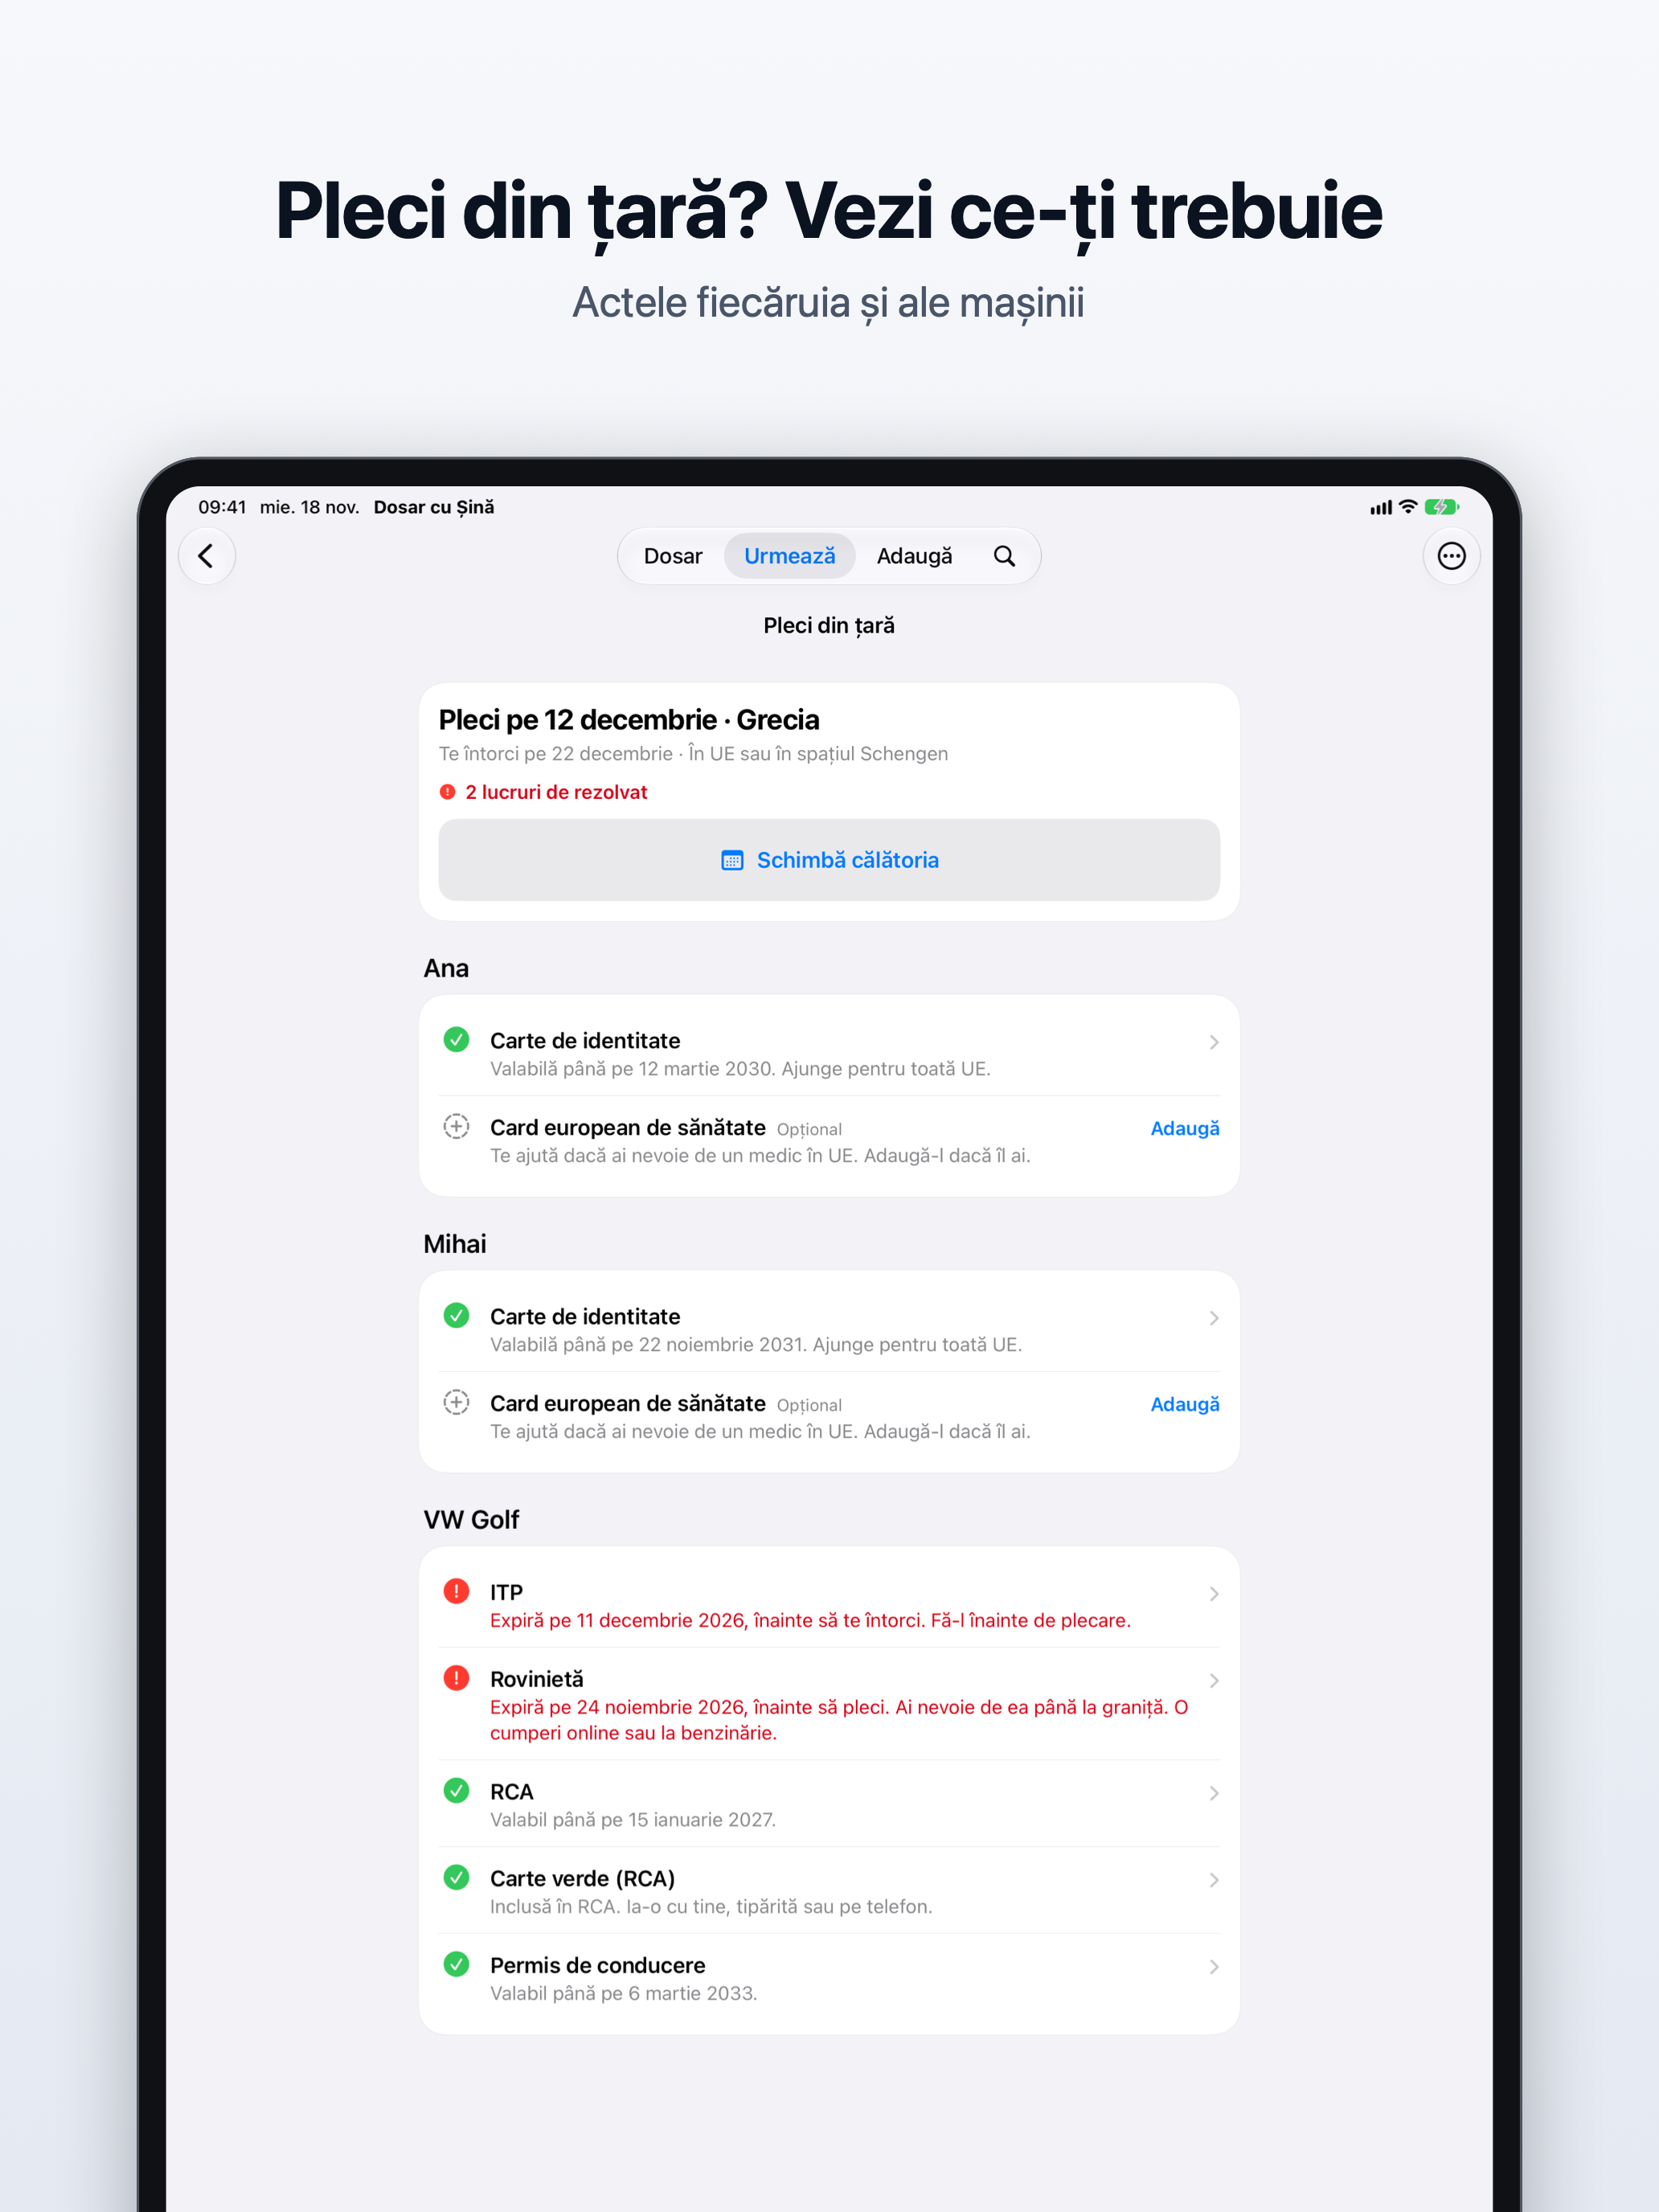 Pleci din țară? Vezi ce-ți trebuie
Actele fiecăruia și ale mașinii
09:41 mie. 18 nov. Dosar cu Șină
Dosar Urmează Adaugă
Pleci din țară
Pleci pe 12 decembrie · Grecia
Te întorci pe 22 decembrie · În UE sau în spațiul Schengen
2 lucruri de rezolvat
Schimbă călătoria
Ana
Carte de identitate
Valabilă până pe 12 martie 2030. Ajunge pentru toată UE.
Card european de sănătate Opțional Adaugă
Te ajută dacă ai nevoie de un medic în UE. Adaugă-l dacă îl ai.
Mihai
Carte de identitate
Valabilă până pe 22 noiembrie 2031. Ajunge pentru toată UE.
Card european de sănătate Opțional Adaugă
Te ajută dacă ai nevoie de un medic în UE. Adaugă-l dacă îl ai.
VW Golf
ITP
Expiră pe 11 decembrie 2026, înainte să te întorci. Fă-l înainte de plecare.
Rovinietă
Expiră pe 24 noiembrie 2026, înainte să pleci. Ai nevoie de ea până la graniță. O
cumperi online sau la benzinărie.
RCA
Valabil până pe 15 ianuarie 2027.
Carte verde (RCA)
Inclusă în RCA. Ia-o cu tine, tipărită sau pe telefon.
Permis de conducere
Valabil până pe 6 martie 2033.